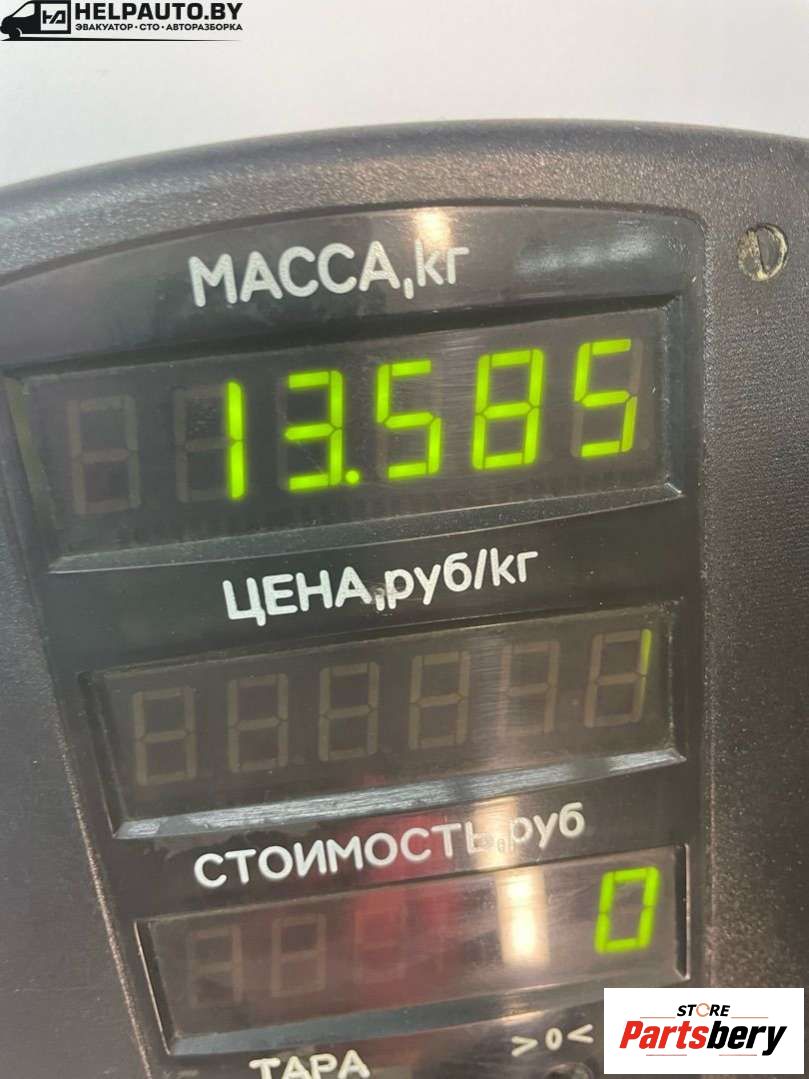 HELPAUTO.BY
ЭВАКУАТОР • СТО • АВТОРАЗБОРКА
МАССА,кг
13.585
ЦЕНА,руб/кг
СТОИМОСТЬ,руб
0
>0<
ТАРА
STORE
Partsbery